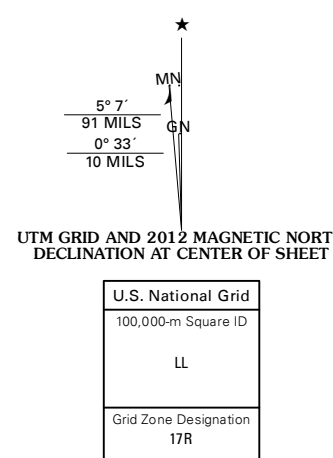 ★
MN
5° 7´
91 MILS
GN
0° 33´
10 MILS
UTM GRID AND 2012 MAGNETIC NORT
DECLINATION AT CENTER OF SHEET
U.S. National Grid
100,000-m Square ID
LL
Grid Zone Designation
17R